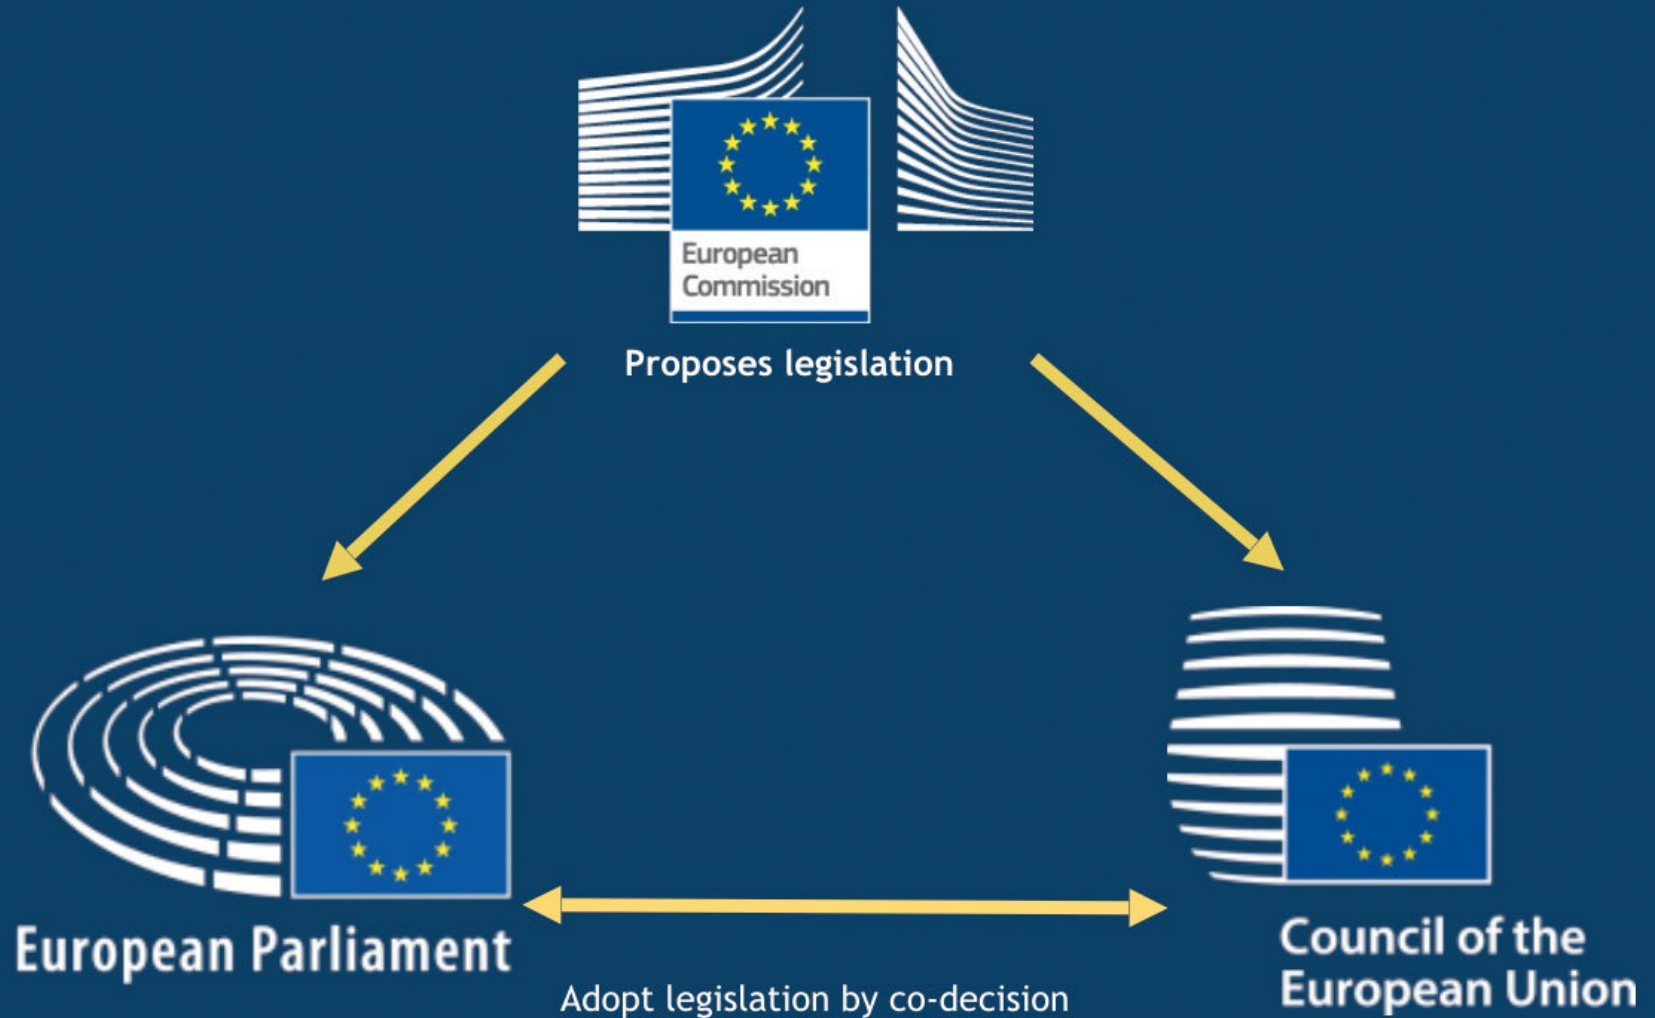 European
Commission
Proposes legislation
European Parliament
Council of the
European Union
Adopt legislation by co-decision